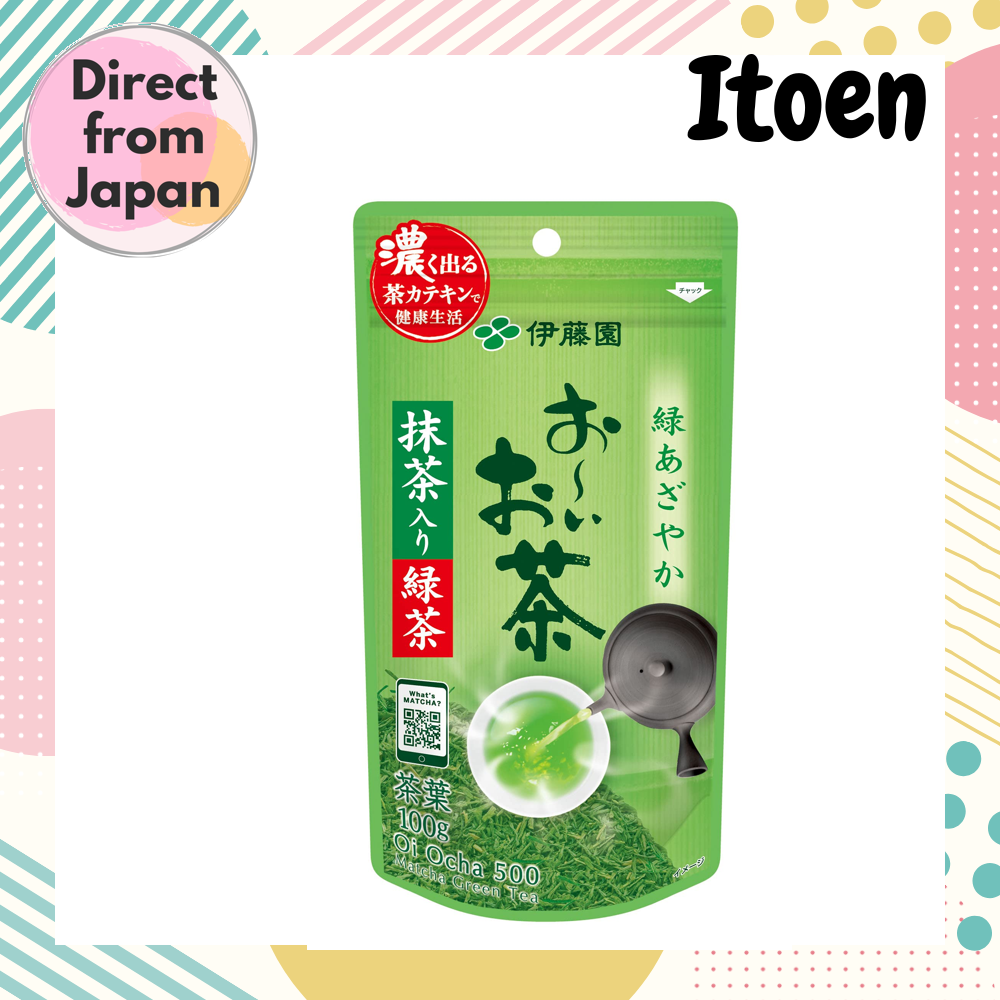 Direct
from
Japan
Itoen
濃く出る
茶カテキンで
健康生活
チャック
伊藤園
お～い
お茶
緑あざやか
抹茶入り
緑茶
What's
MATCHA?
茶葉
100g
Oi Ocha 500
Matcha Green Tea
イメージ